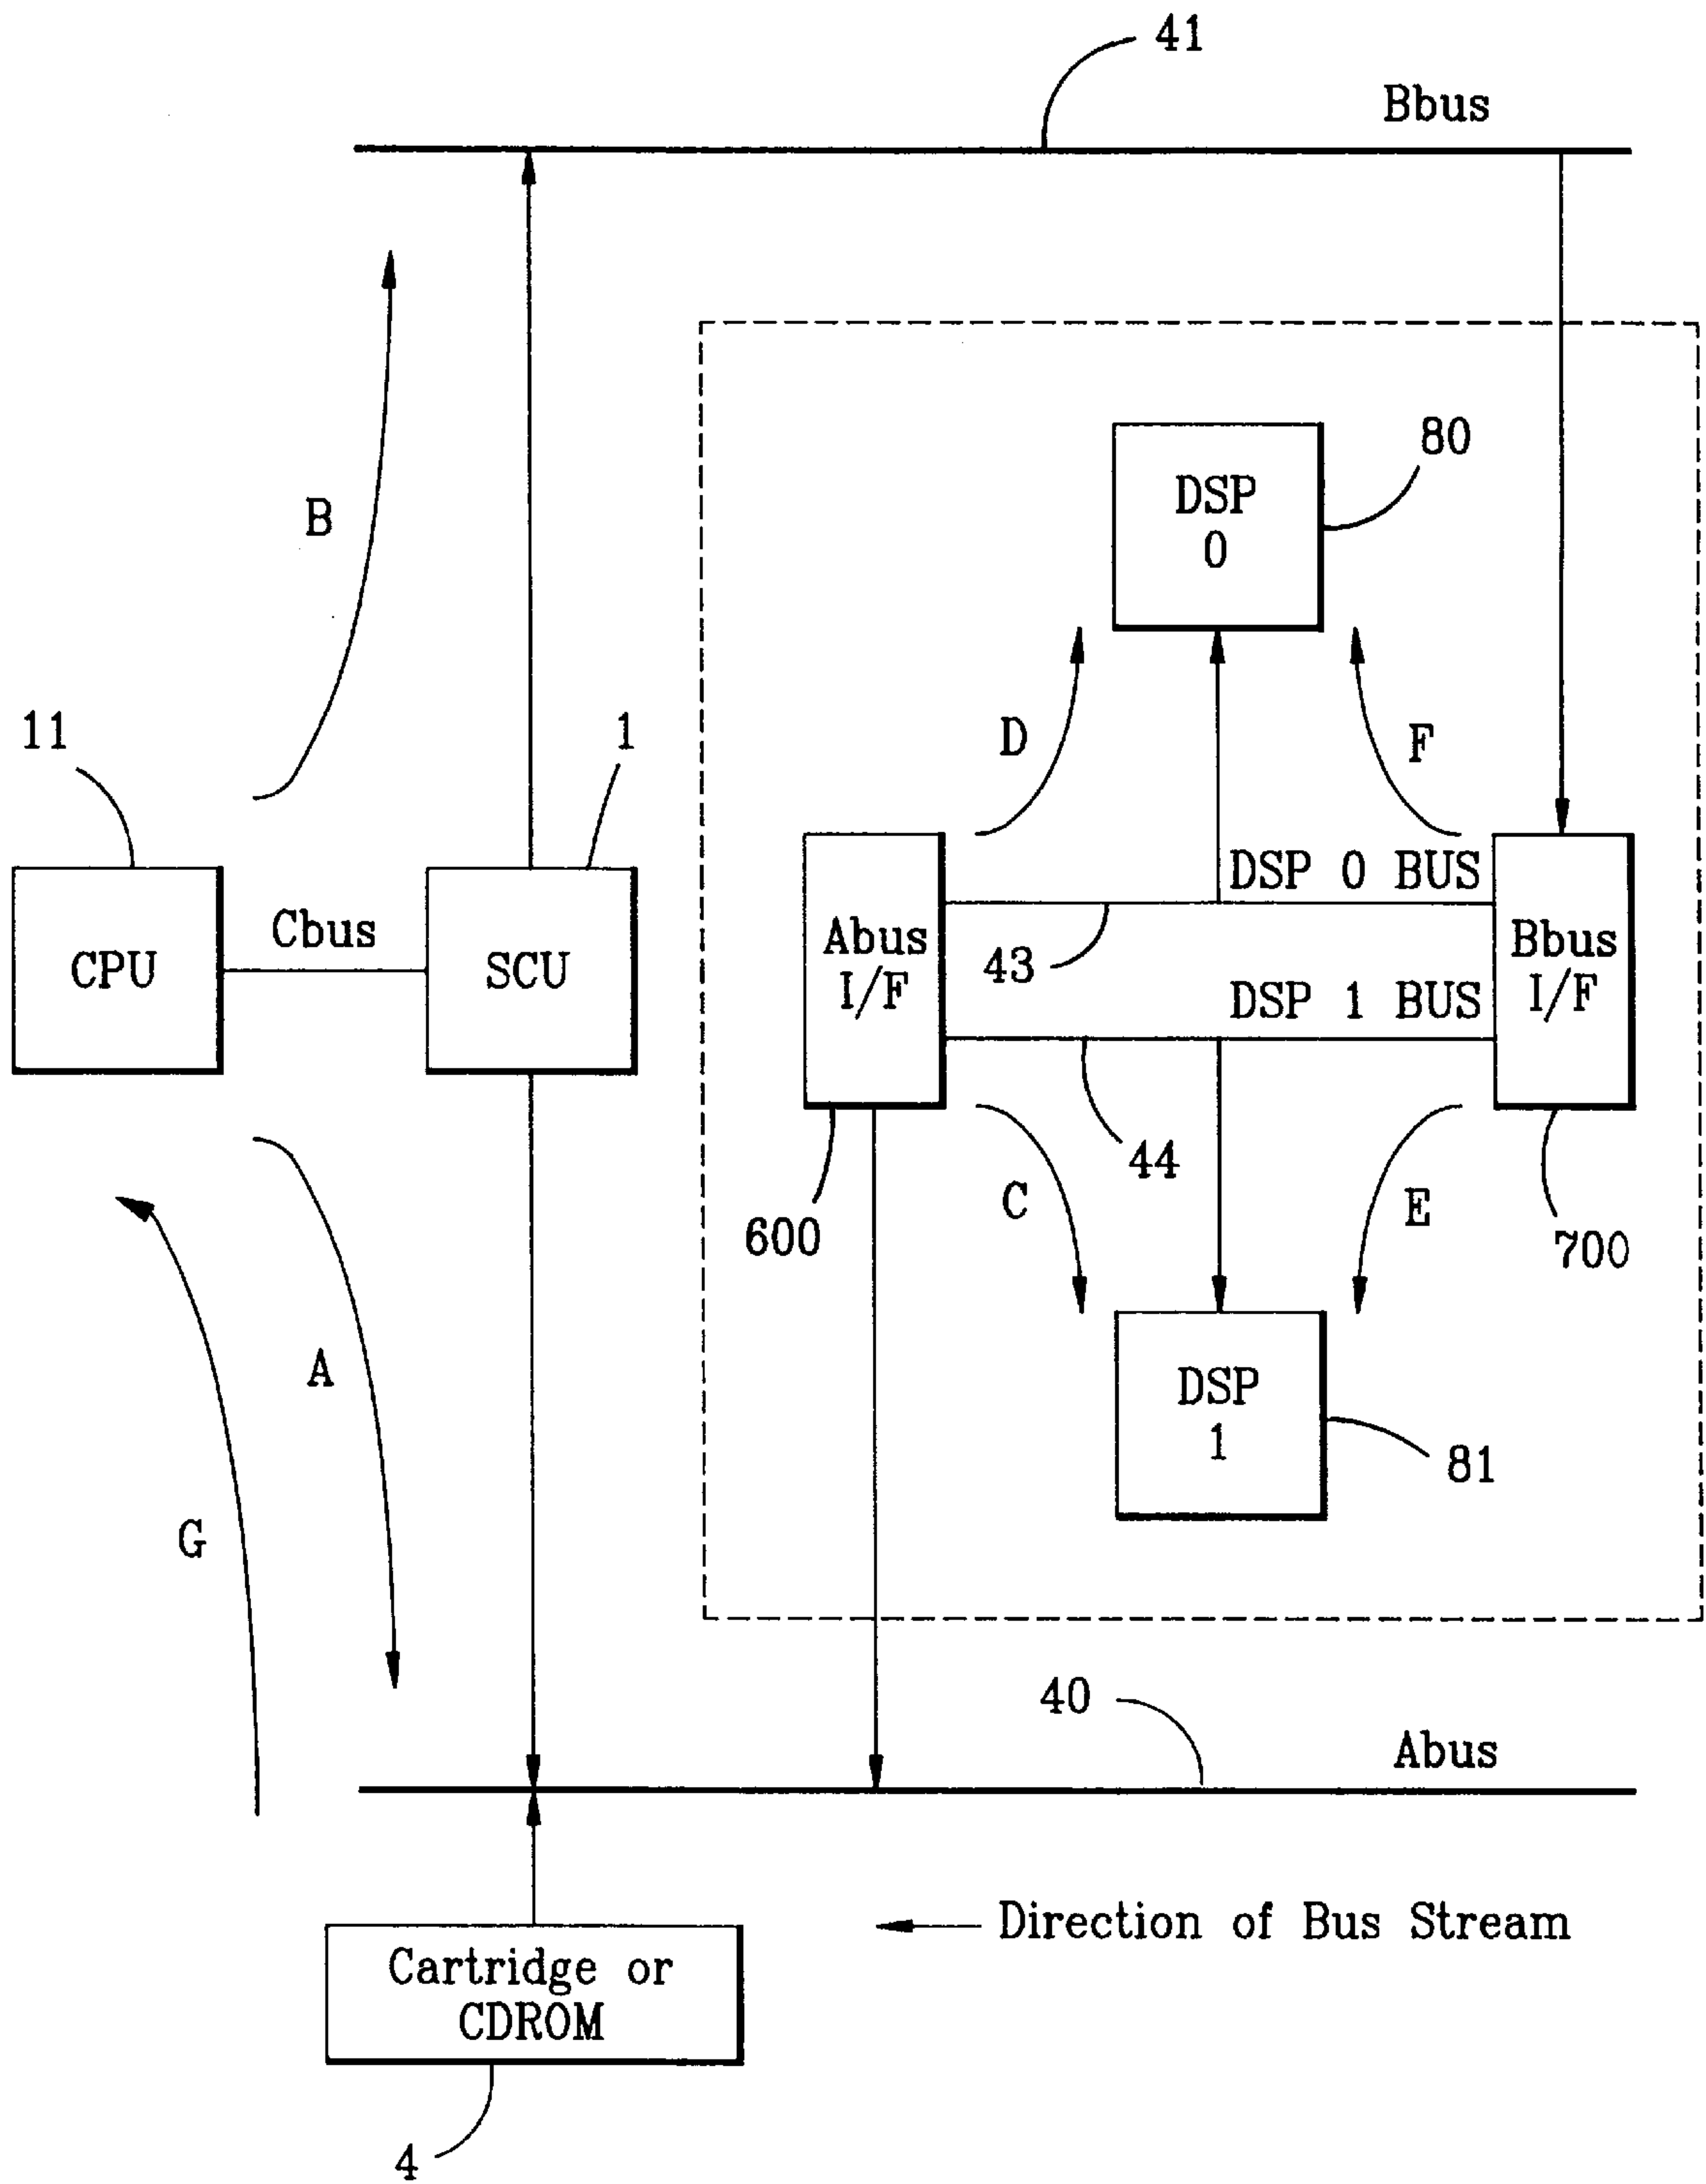 41
Bbus
80
DSP
0
B
11
1
D
F
DSP 0 BUS
Cbus
CPU
SCU
Abus
I/F
43
Bbus
I/F
DSP 1 BUS
44
C
E
600
700
A
DSP
1
81
G
40
Abus
Direction of Bus Stream
Cartridge or
CDROM
4